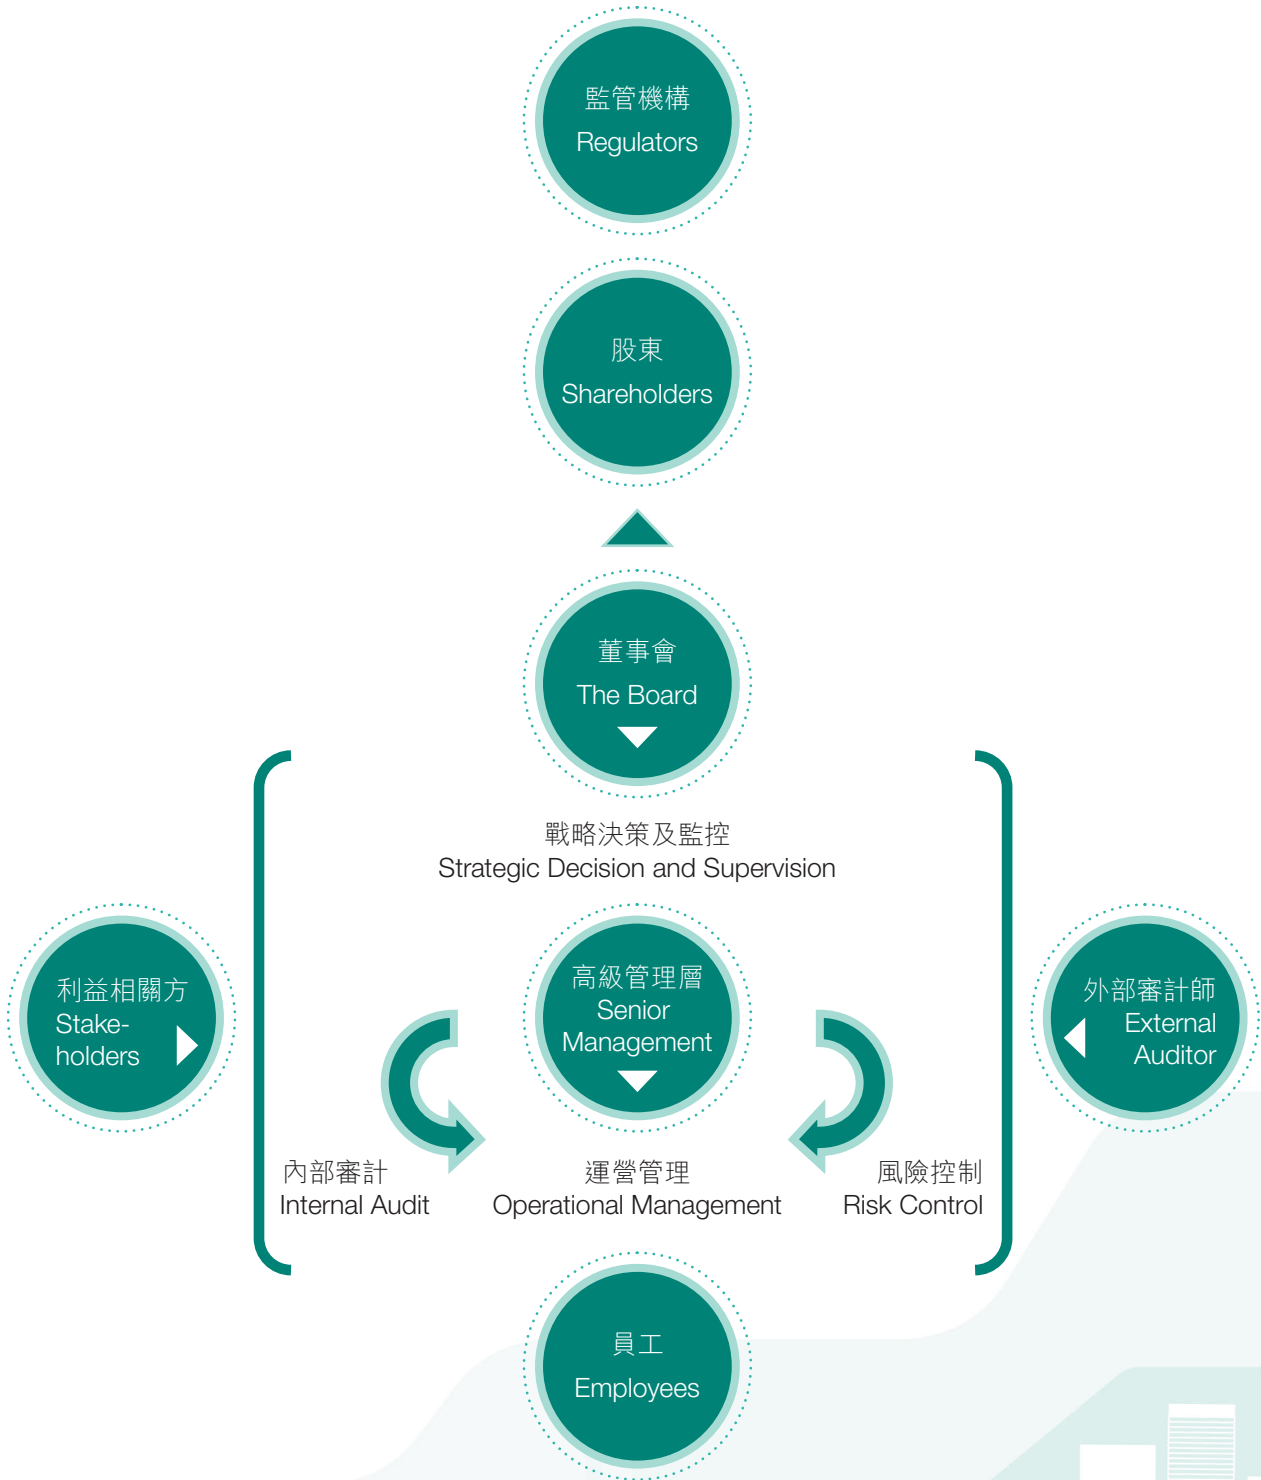 監管機構
Regulators
股東
Shareholders
董事會
The Board
戰略決策及監控
Strategic Decision and Supervision
利益相關方
Stake-
holders
高級管理層
Senior
Management
外部審計師
External
Auditor
內部審計
Internal Audit
運營管理
Operational Management
風險控制
Risk Control
員工
Employees